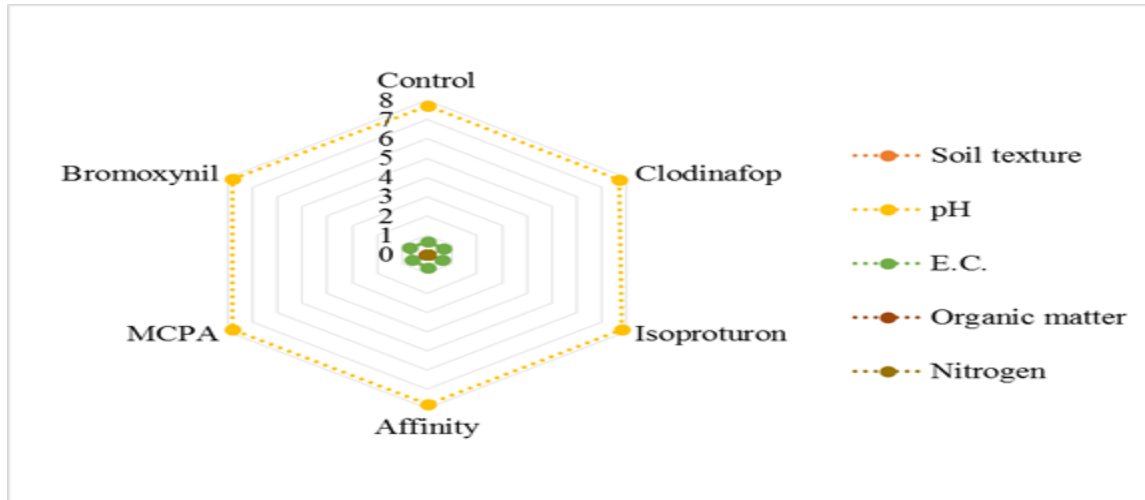 Control
8
7
6
5
4
3
2
1
0
Bromoxynil
Clodinafop
MCPA
Isoproturon
Affinity
Soil texture
pH
E.C.
Organic matter
Nitrogen